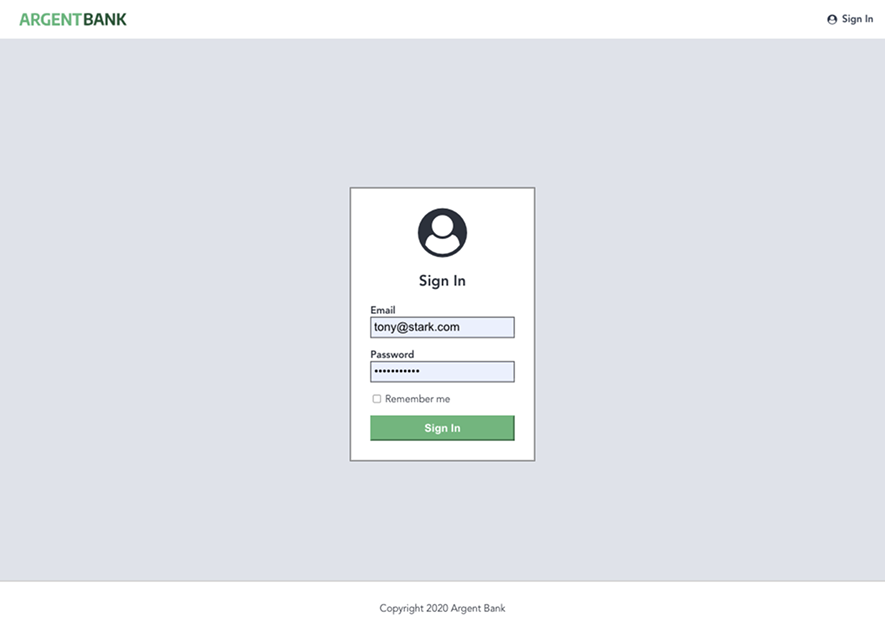 ARGENTBANK
Sign In
Sign In
Email
tony@stark.com
Password
•••••••••••
Remember me
Sign In
Copyright 2020 Argent Bank